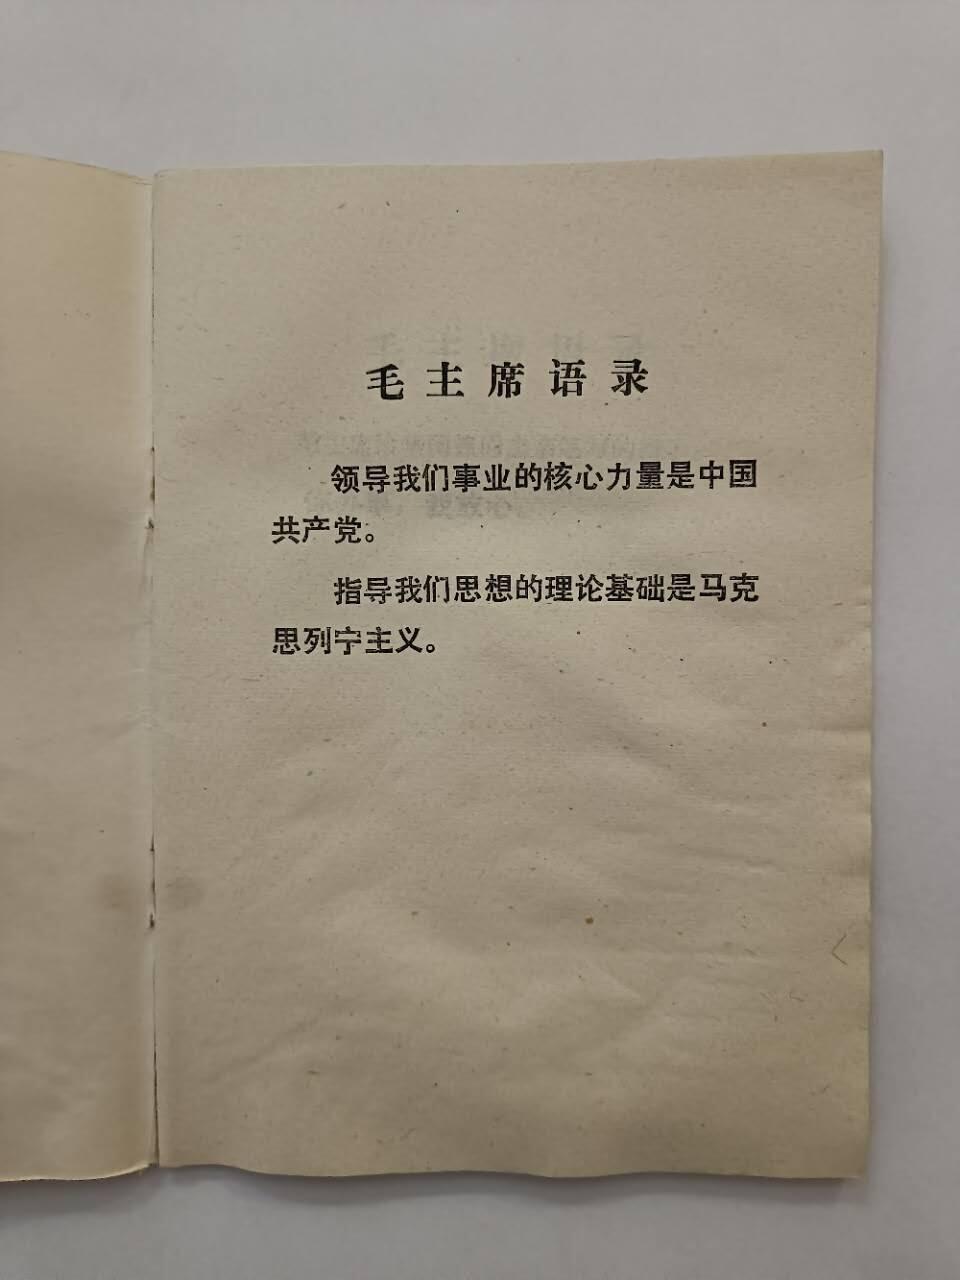 毛主席语录
领导我们事业的核心力量是中国
共产党。
指导我们思想的理论基础是马克
思列宁主义。